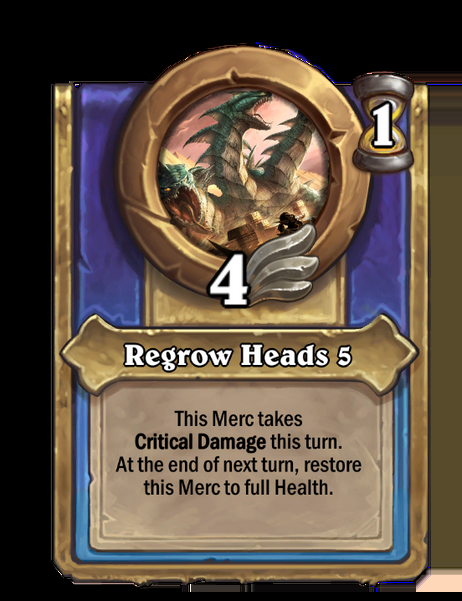 1
4
Regrow Heads 5
This Merc takes
Critical Damage this turn.
At the end of next turn, restore
this Merc to full Health.